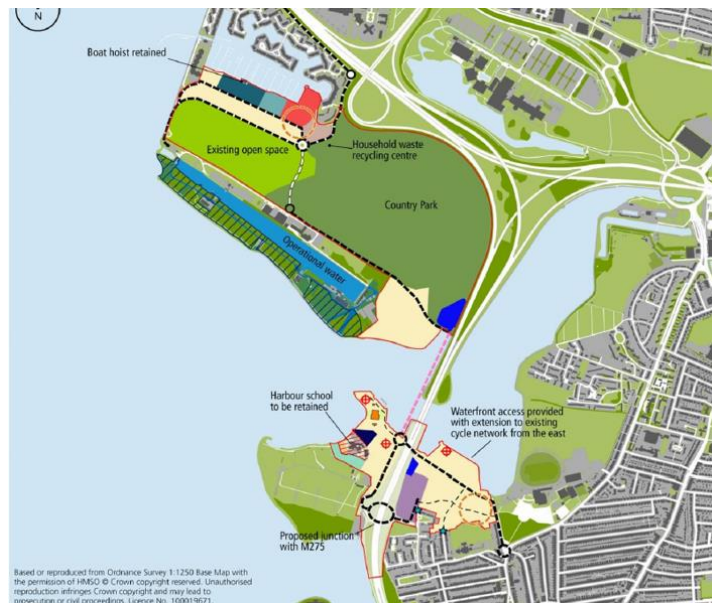 N
Boat hoist retained
Existing open space
Household waste
recycling centre
Country Park
Operational water
Harbour school
to be retained
Waterfront access provided
with extension to existing
cycle network from the east
Proposed junction
with M275
Based or reproduced from Ordnance Survey 1:1250 Base Map with
the permission of HMSO © Crown copyright reserved. Unauthorised
reproduction infringes Crown copyright and may lead to
prosecution or civil proceedings. Licence No. 100019671